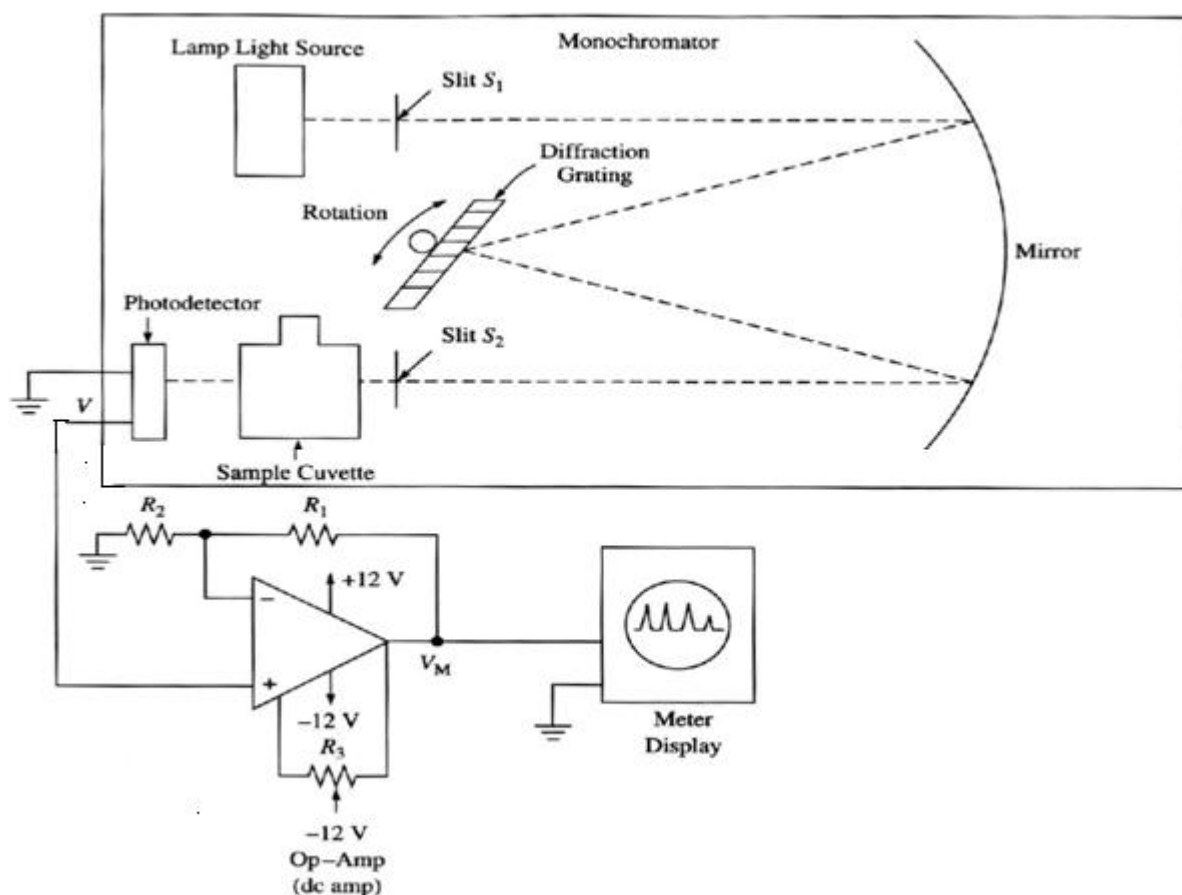 Lamp Light Source
Monochromator
Slit S1
Diffraction
Grating
Rotation
Mirror
Photodetector
Slit S2
V
Sample Cuvette
R2
R1
+12 V
−
+
VM
−12 V
R3
Meter
Display
−12 V
Op–Amp
(dc amp)